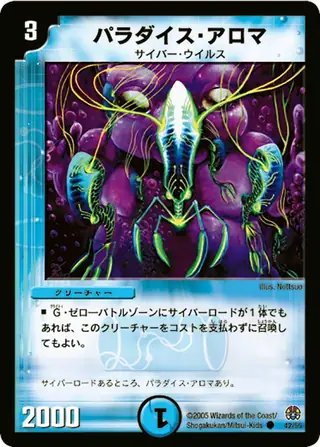 3
パラダイス・アロマ
サイバー・ウイルス
Illus. Nottsuo
クリーチャー
■G・ゼローバトルゾーンにサイバーロードが1体でも
あれば、このクリーチャーをコストを支払わずに召喚
してもよい。
サイバーロードあるところ、パラダイス・アロマあり。
2000
©2005 Wizards of the Coast/
Shogakukan/Mitsui-Kids
42/55